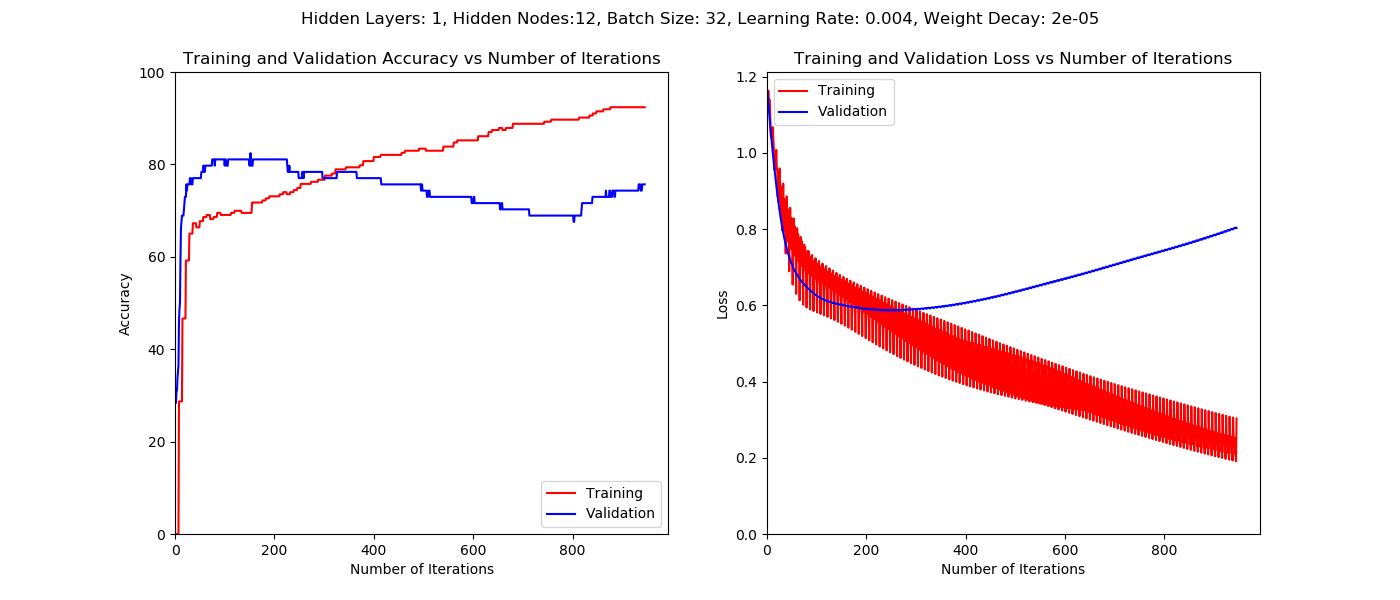 Hidden Layers: 1, Hidden Nodes:12, Batch Size: 32, Learning Rate: 0.004, Weight Decay: 2e-05
Training and Validation Accuracy vs Number of Iterations
100
80
60
40
20
0
Accuracy
0 200 400 600 800
Number of Iterations
Training
Validation
Training and Validation Loss vs Number of Iterations
1.2
1.0
0.8
0.6
0.4
0.2
0.0
Loss
0 200 400 600 800
Number of Iterations
Training
Validation